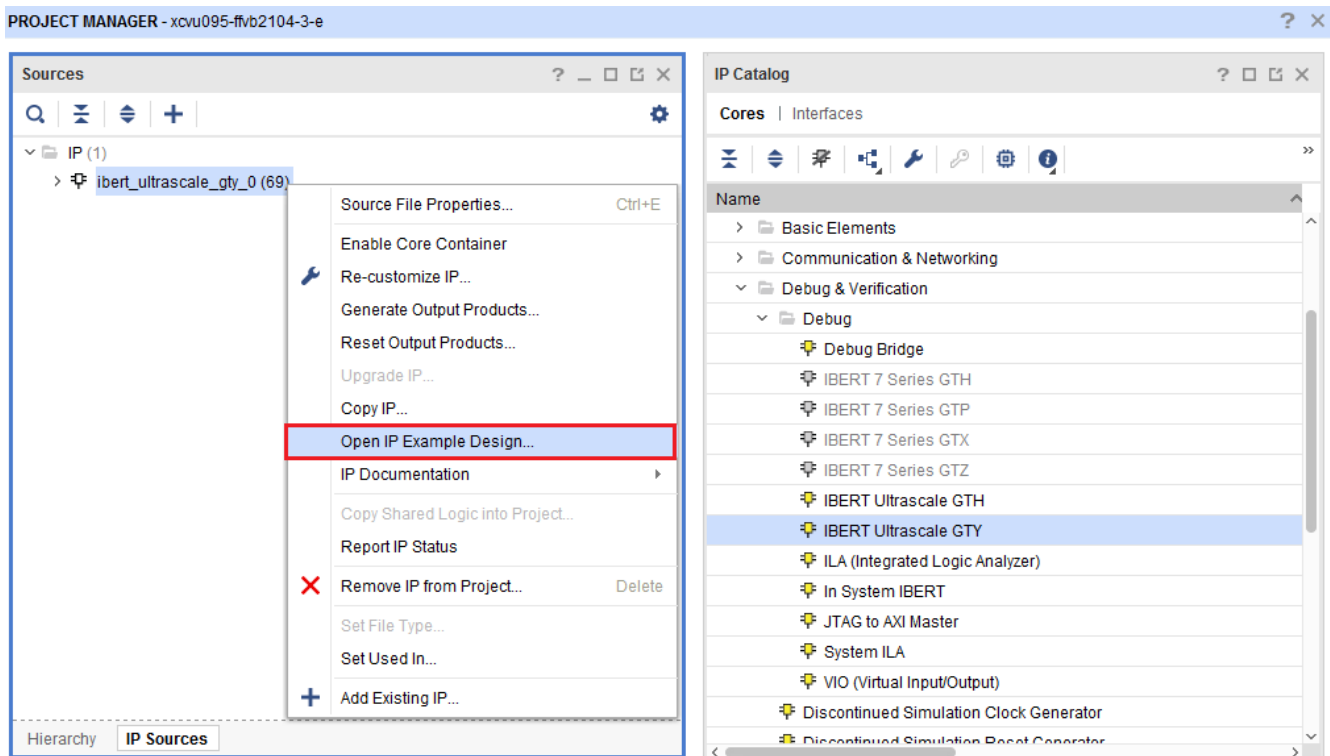 PROJECT MANAGER - xcvu095-ffvb2104-3-e
Sources
IP (1)
ibert_ultrascale_gty_0 (69)
Source File Properties... Ctrl+E
Enable Core Container
Re-customize IP...
Generate Output Products...
Reset Output Products...
Upgrade IP...
Copy IP...
Open IP Example Design...
IP Documentation
Copy Shared Logic into Project...
Report IP Status
Remove IP from Project... Delete
Set File Type...
Set Used In...
Add Existing IP...
Hierarchy IP Sources
IP Catalog
Cores | Interfaces
Name
Basic Elements
Communication & Networking
Debug & Verification
Debug
Debug Bridge
IBERT 7 Series GTH
IBERT 7 Series GTP
IBERT 7 Series GTX
IBERT 7 Series GTZ
IBERT Ultrascale GTH
IBERT Ultrascale GTY
ILA (Integrated Logic Analyzer)
In System IBERT
JTAG to AXI Master
System ILA
VIO (Virtual Input/Output)
Discontinued Simulation Clock Generator
Discontinued Simulation Reset Generator